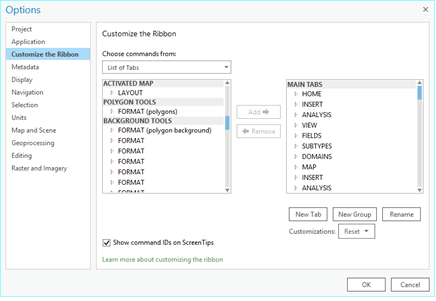 Options
Project
Application
Customize the Ribbon
Metadata
Display
Navigation
Selection
Units
Map and Scene
Geoprocessing
Editing
Raster and Imagery
Customize the Ribbon
Choose commands from:
List of Tabs
ACTIVATED MAP
LAYOUT
POLYGON TOOLS
FORMAT (polygons)
BACKGROUND TOOLS
FORMAT (polygon background)
FORMAT
FORMAT
FORMAT
FORMAT
FORMAT
Add
Remove
MAIN TABS
HOME
INSERT
ANALYSIS
VIEW
FIELDS
SUBTYPES
DOMAINS
MAP
INSERT
ANALYSIS
New Tab
New Group
Rename
Customizations:
Reset
Show command IDs on ScreenTips
Learn more about customizing the ribbon
OK
Cancel